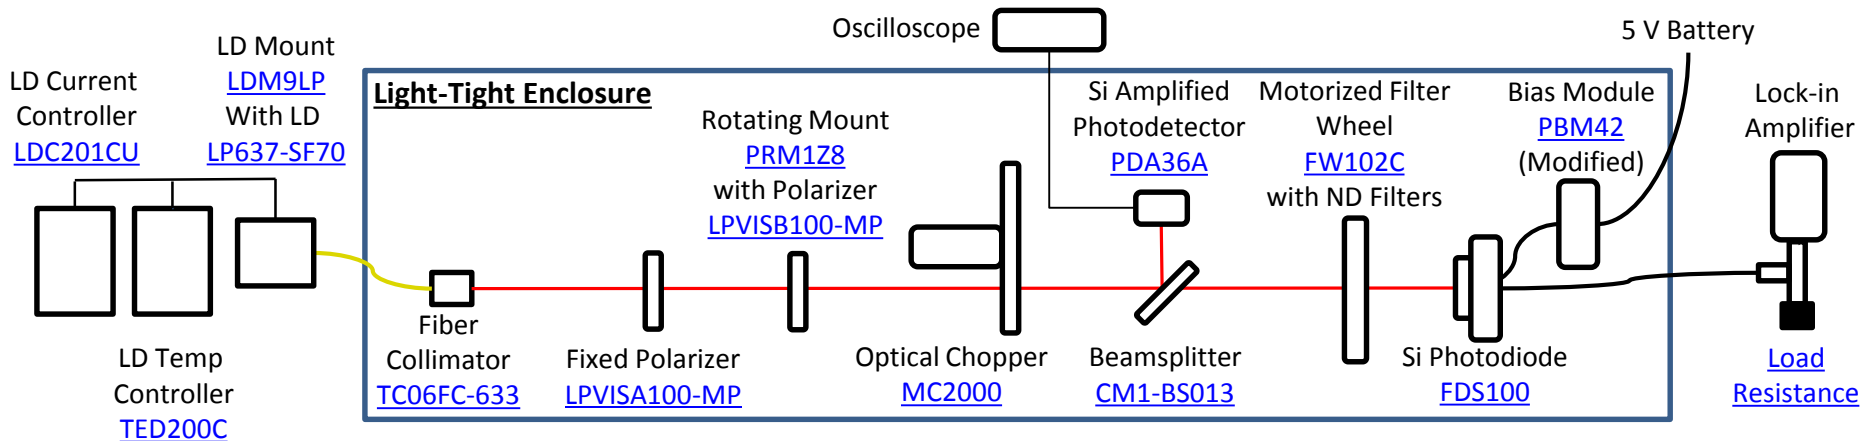 LD Current
Controller
LDC201CU
LD Mount
LDM9LP
With LD
LP637-SF70
LD Temp
Controller
TED200C
Light-Tight Enclosure
Fiber
Collimator
TC06FC-633
Fixed Polarizer
LPVISA100-MP
Rotating Mount
PRM1Z8
with Polarizer
LPVISB100-MP
Optical Chopper
MC2000
Oscilloscope
Si Amplified
Photodetector
PDA36A
Beamsplitter
CM1-BS013
Motorized Filter
Wheel
FW102C
with ND Filters
Si Photodiode
FDS100
Bias Module
PBM42
(Modified)
5 V Battery
Lock-in
Amplifier
Load
Resistance